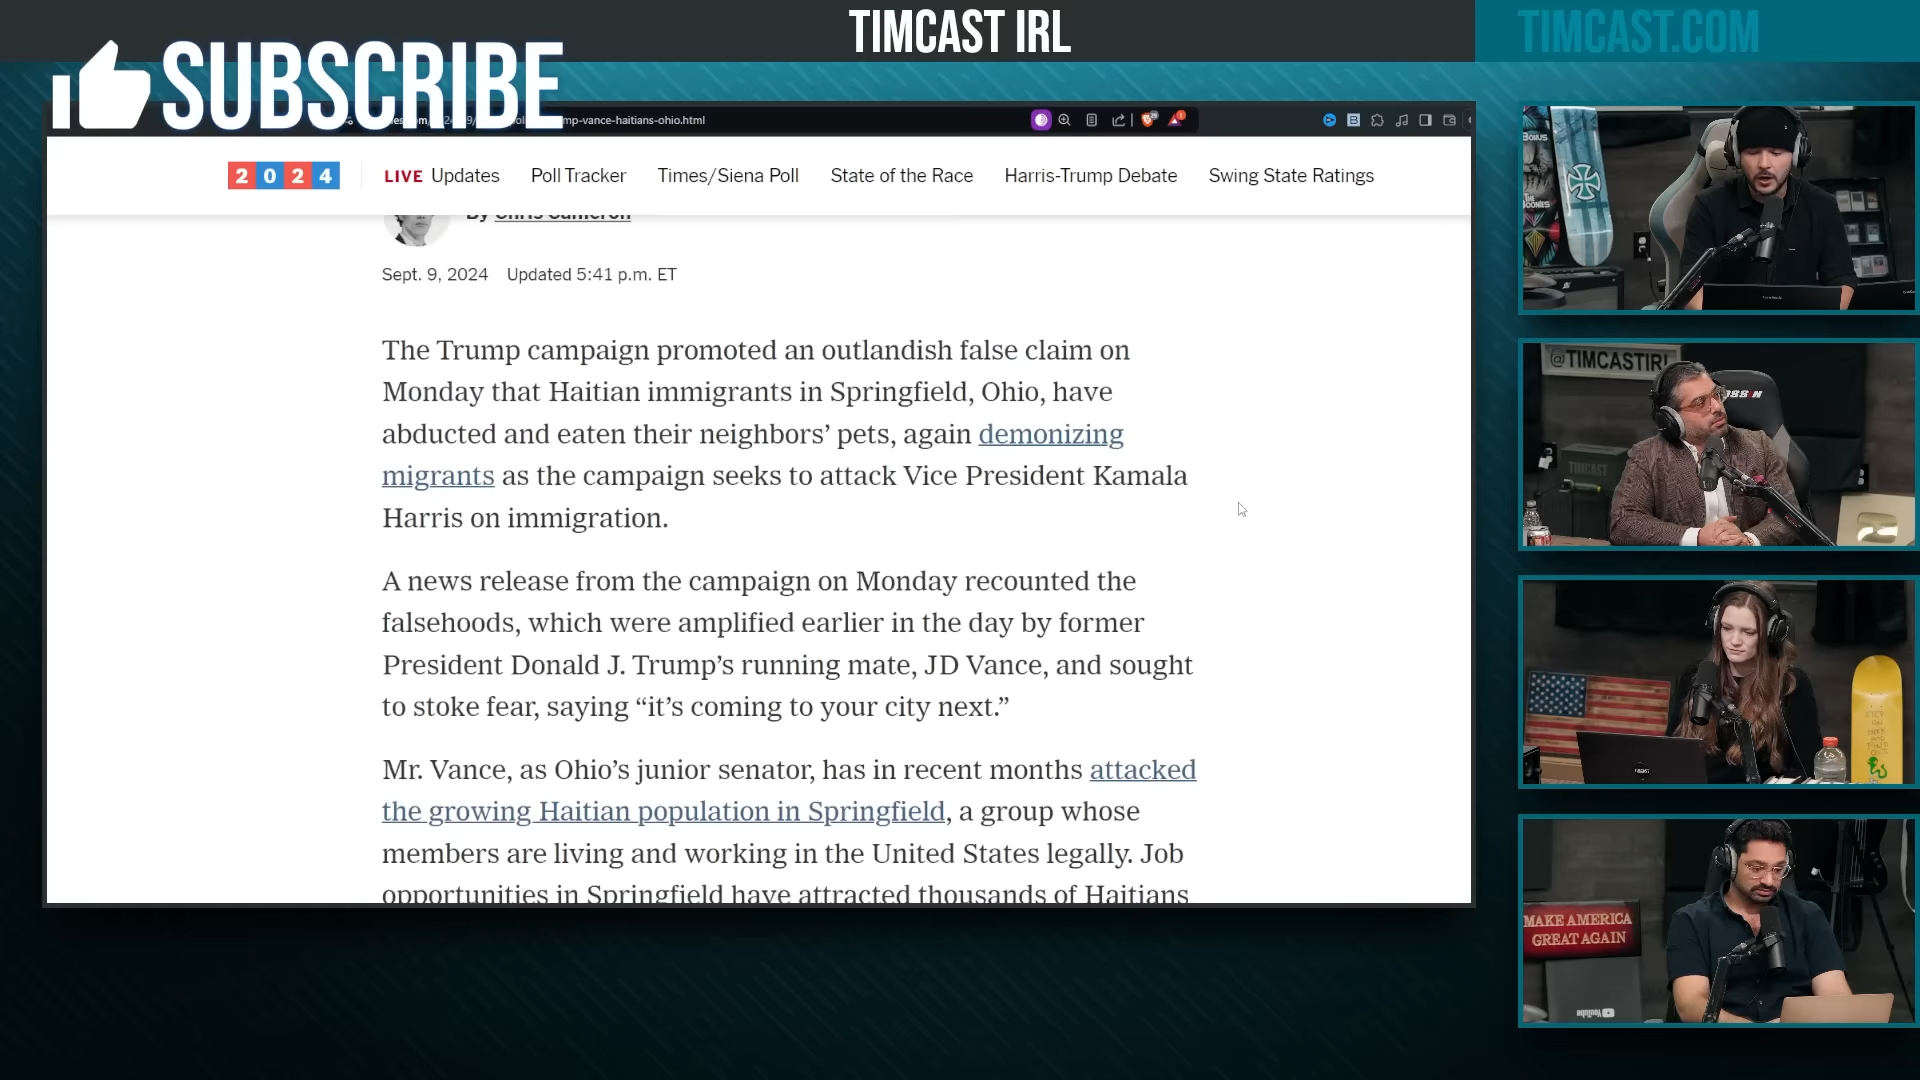 TIMCAST IRL
TIMCAST.COM
SUBSCRIBE
mp-vance-haitians-ohio.html
2024
LIVE Updates Poll Tracker Times/Siena Poll State of the Race Harris-Trump Debate Swing State Ratings
By Chris Cameron
Sept. 9, 2024 Updated 5:41 p.m. ET
The Trump campaign promoted an outlandish false claim on
Monday that Haitian immigrants in Springfield, Ohio, have
abducted and eaten their neighbors’ pets, again demonizing
migrants as the campaign seeks to attack Vice President Kamala
Harris on immigration.
A news release from the campaign on Monday recounted the
falsehoods, which were amplified earlier in the day by former
President Donald J. Trump’s running mate, JD Vance, and sought
to stoke fear, saying “it’s coming to your city next.”
Mr. Vance, as Ohio’s junior senator, has in recent months attacked
the growing Haitian population in Springfield, a group whose
members are living and working in the United States legally. Job
opportunities in Springfield have attracted thousands of Haitians
@TIMCASTIRL
TIMCAST
MAKE AMERICA
GREAT AGAIN
YouTube